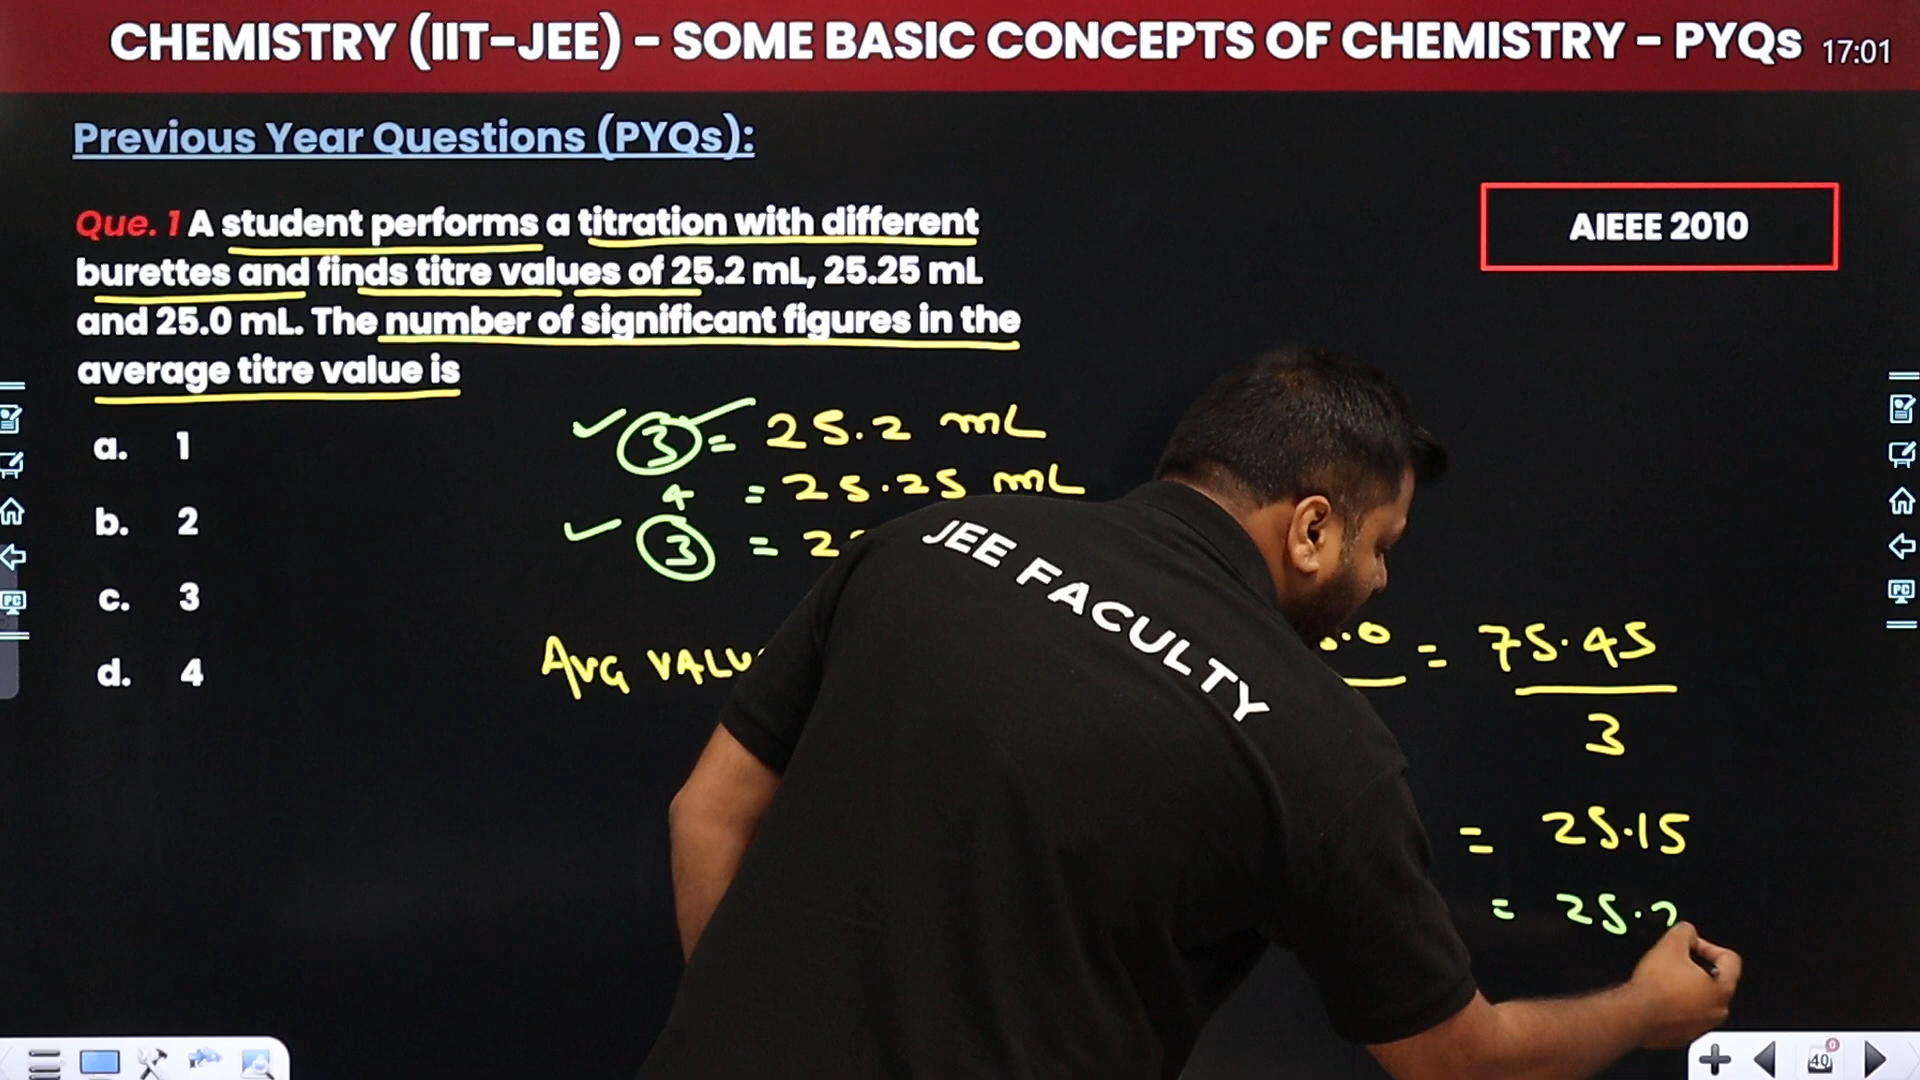 CHEMISTRY (IIT-JEE) - SOME BASIC CONCEPTS OF CHEMISTRY - PYQs 17:01
Previous Year Questions (PYQs):
AIEEE 2010
Que. 1 A student performs a titration with different
burettes and finds titre values of 25.2 mL, 25.25 mL
and 25.0 mL. The number of significant figures in the
average titre value is
a. 1
b. 2
c. 3
d. 4
3 = 25.2 mL
4 = 25.25 mL
3 = 2
JEE FACULTY
AVG VALU
.0 = 75.45
3
= 25.15
= 25.2
PC
PC
40
0